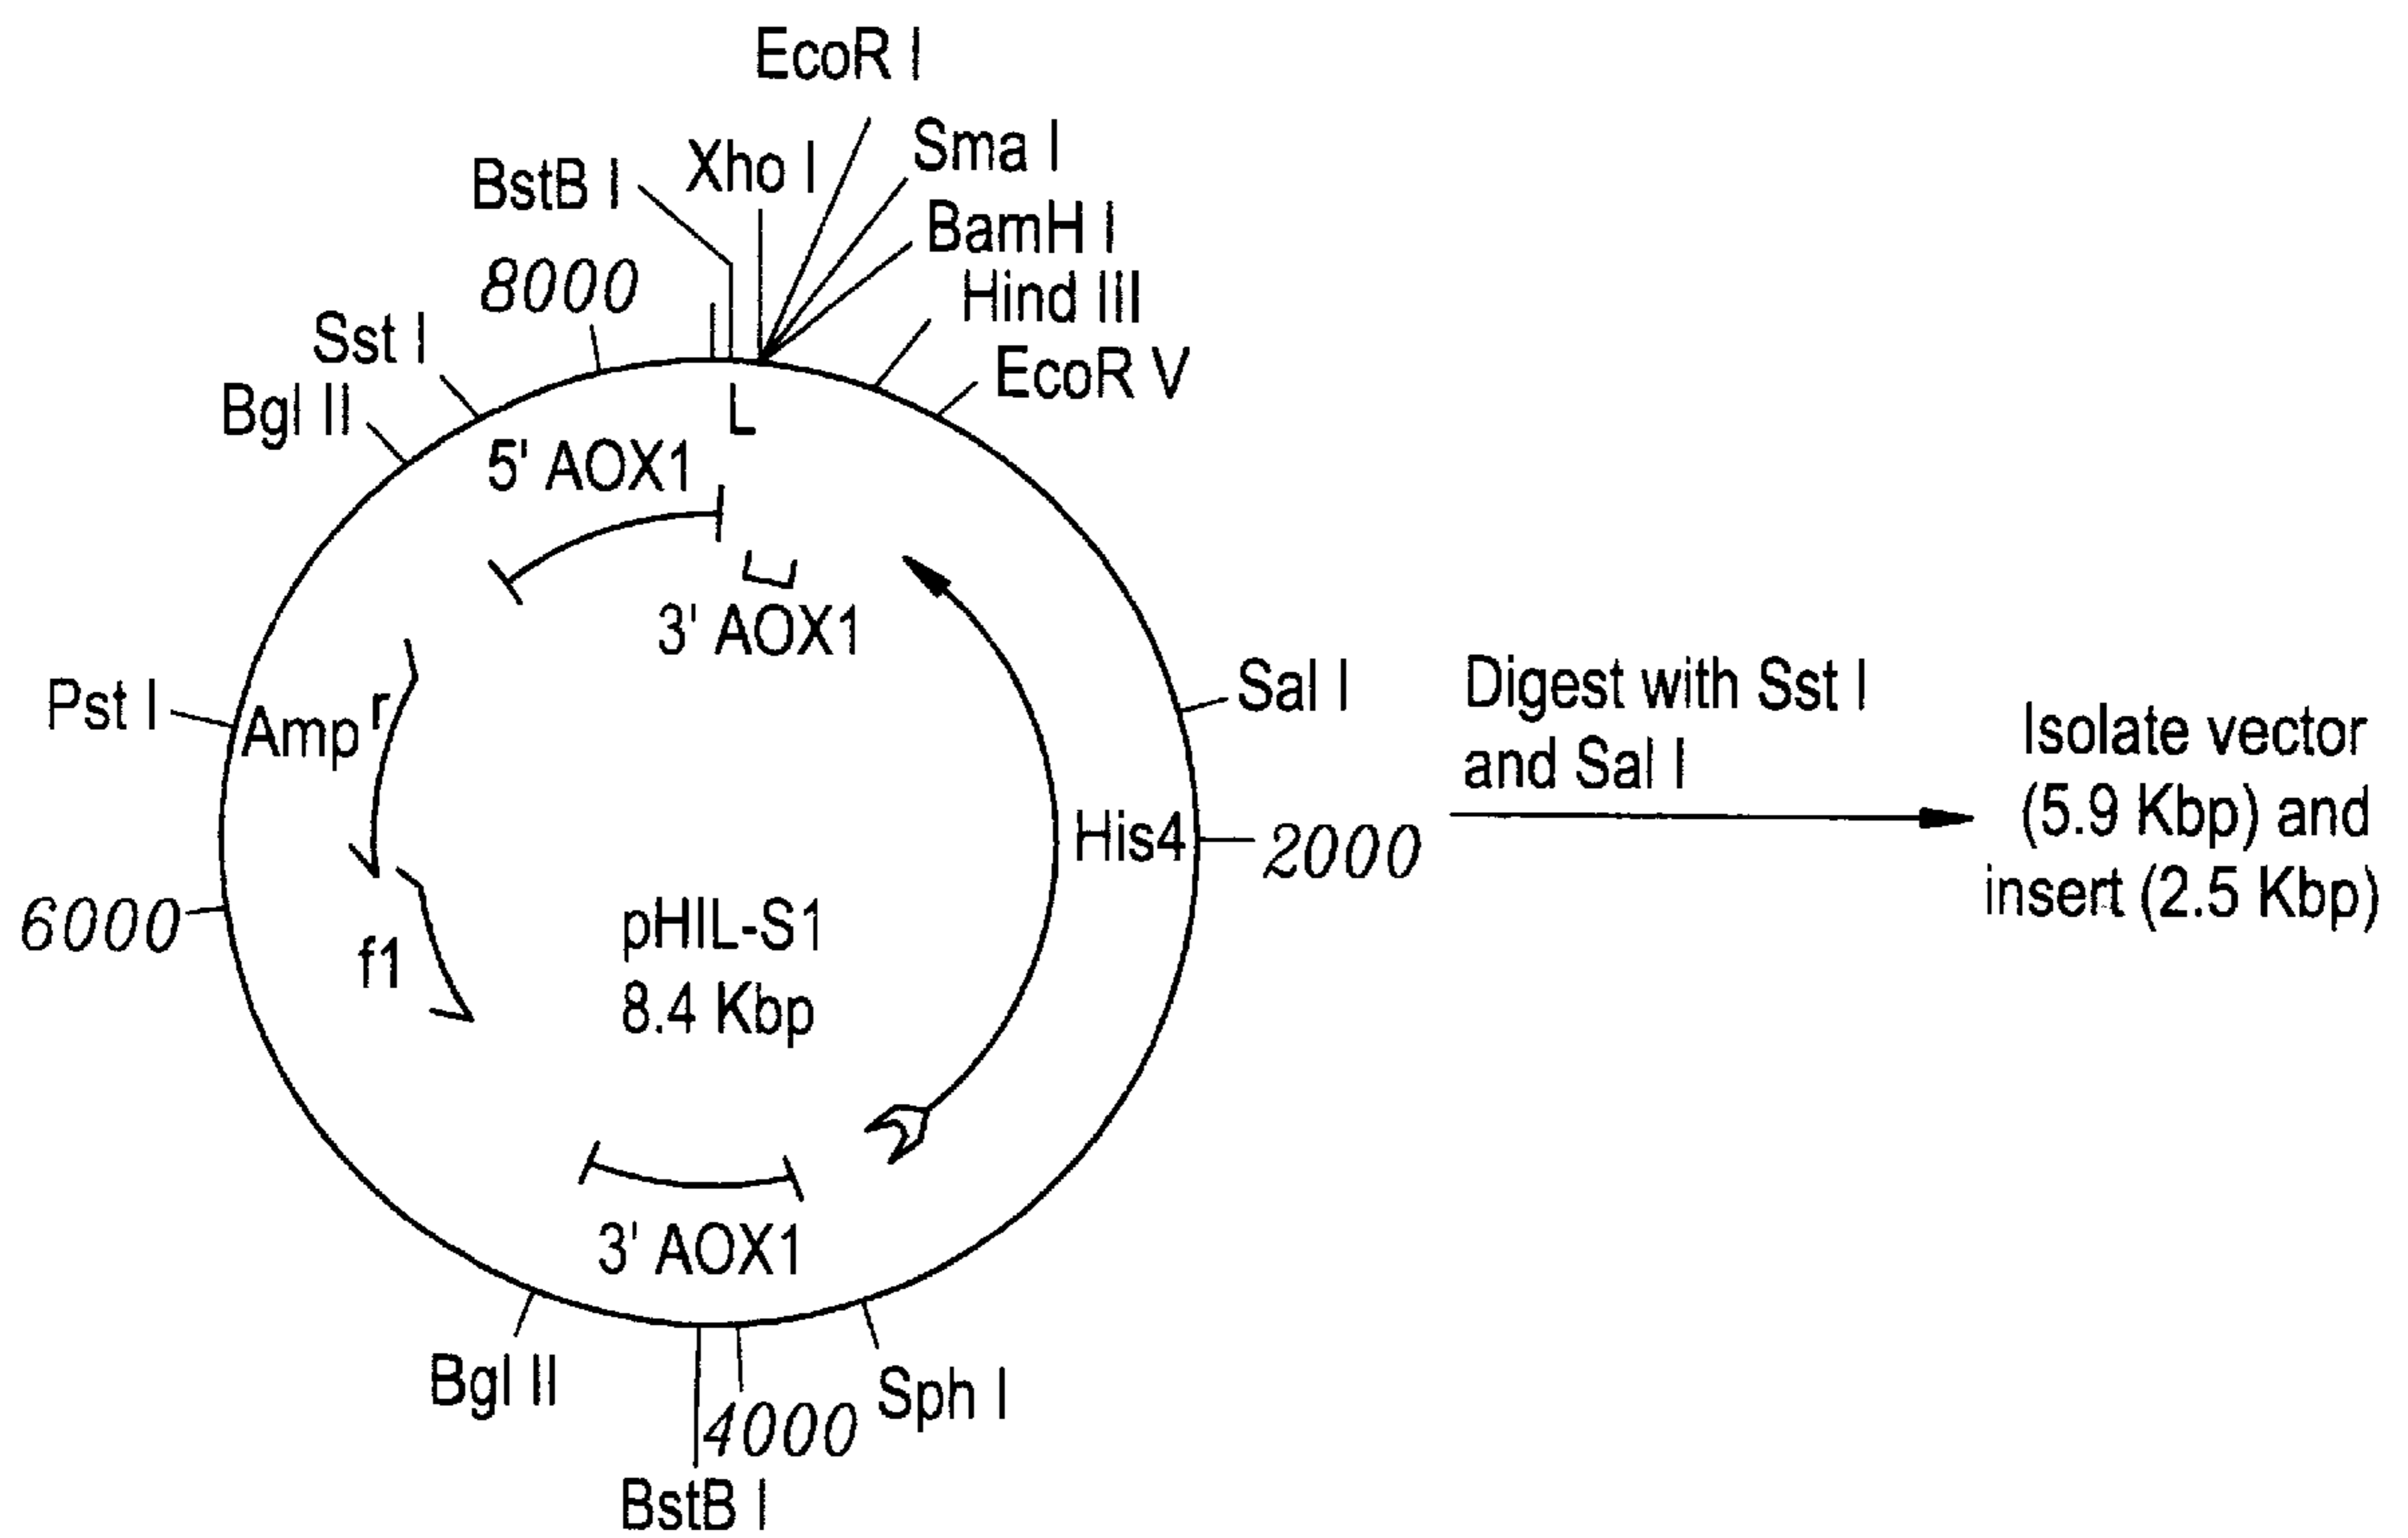 EcoR I
Sma I
Xho I
BstB I
BamH I
8000
Hind III
Sst I
EcoR V
Bgl II
L
5' AOX1
3' AOX1
Sal I
Digest with Sst I
and Sal I
Pst I
Amp r
Isolate vector
(5.9 Kbp) and
insert (2.5 Kbp)
His4
2000
6000
f1
pHIL-S1
8.4 Kbp
3' AOX1
Bgl II
Sph I
4000
BstB I